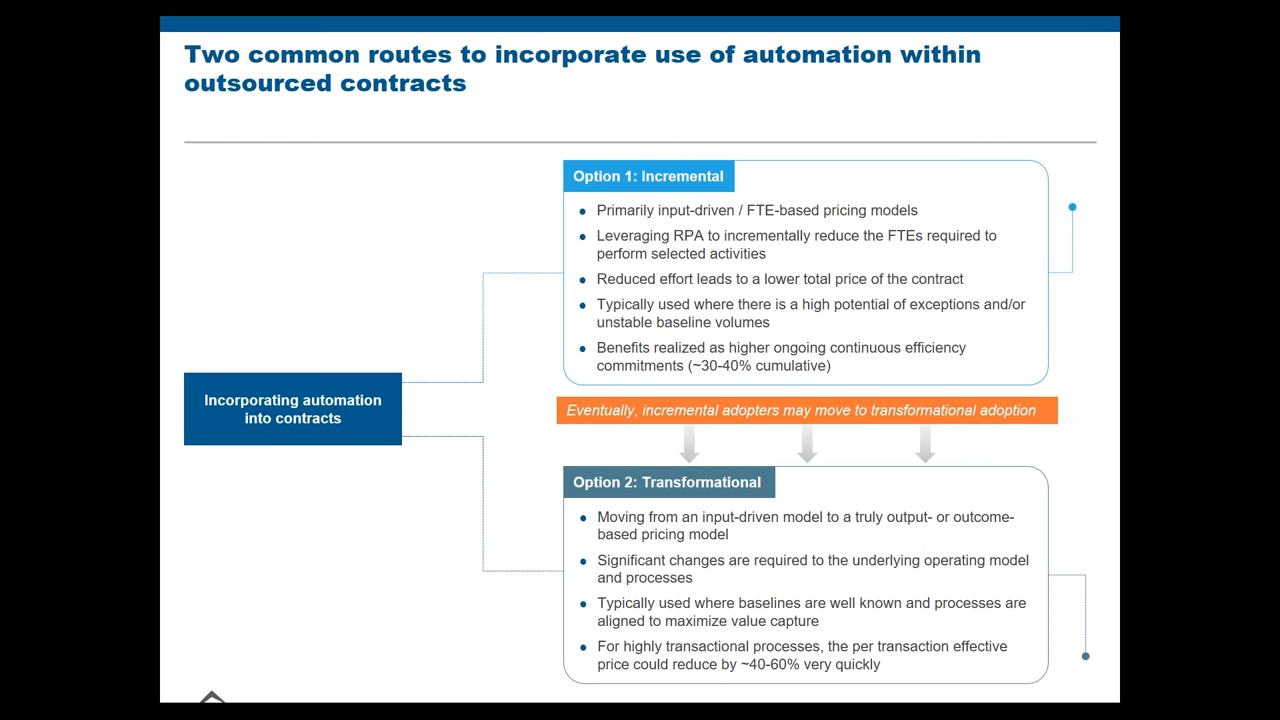 Two common routes to incorporate use of automation within
outsourced contracts
Option 1: Incremental
● Primarily input-driven / FTE-based pricing models
● Leveraging RPA to incrementally reduce the FTEs required to
perform selected activities
● Reduced effort leads to a lower total price of the contract
● Typically used where there is a high potential of exceptions and/or
unstable baseline volumes
● Benefits realized as higher ongoing continuous efficiency
commitments (~30-40% cumulative)
Incorporating automation
into contracts
Eventually, incremental adopters may move to transformational adoption
Option 2: Transformational
● Moving from an input-driven model to a truly output- or outcome-
based pricing model
● Significant changes are required to the underlying operating model
and processes
● Typically used where baselines are well known and processes are
aligned to maximize value capture
● For highly transactional processes, the per transaction effective
price could reduce by ~40-60% very quickly